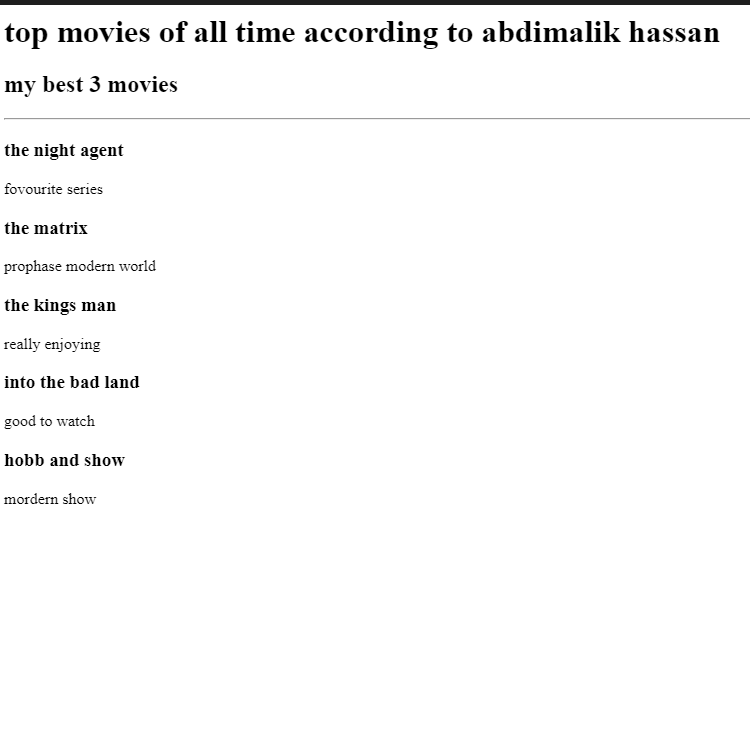 top movies of all time according to abdimalik hassan
my best 3 movies
the night agent
fovourite series
the matrix
prophase modern world
the kings man
really enjoying
into the bad land
good to watch
hobb and show
mordern show